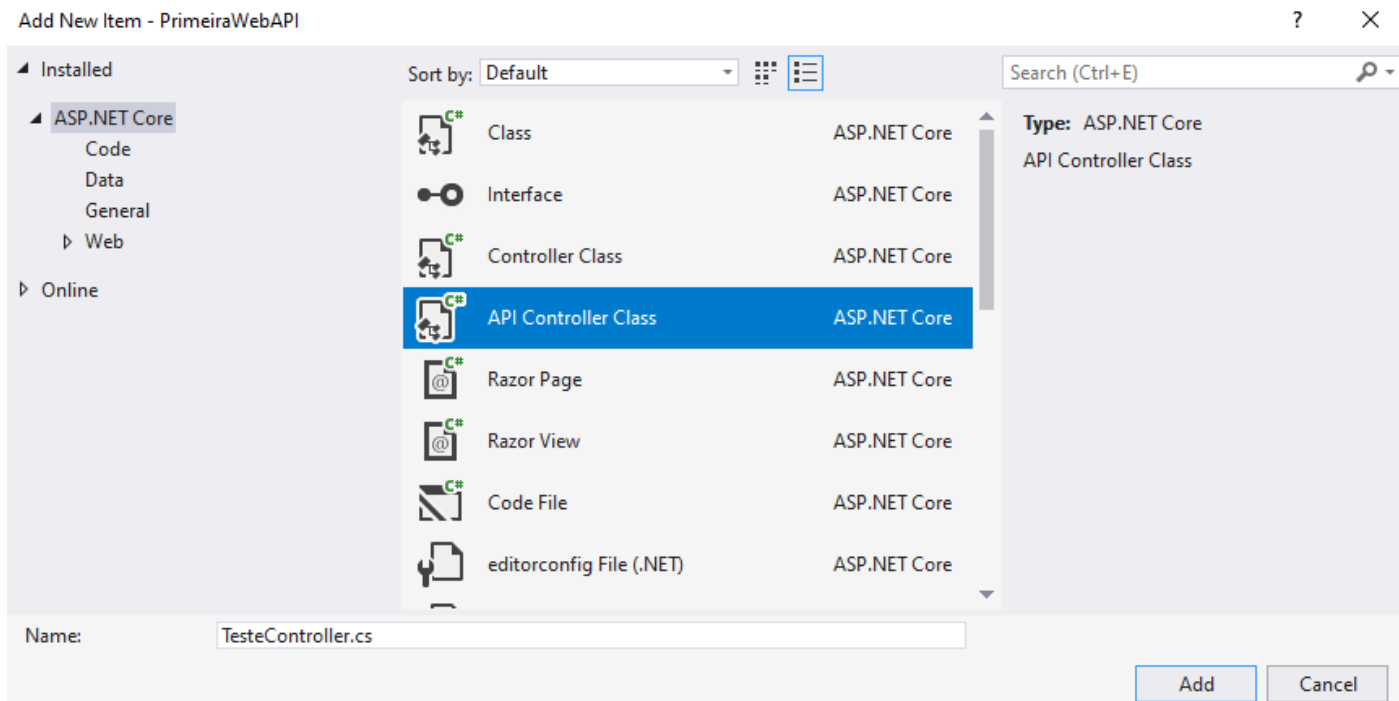 Add New Item - PrimeiraWebAPI
? ×
Installed
ASP.NET Core
Code
Data
General
Web
Online
Sort by: Default
C# Class ASP.NET Core
Interface ASP.NET Core
C# Controller Class ASP.NET Core
C# API Controller Class ASP.NET Core
C# @ Razor Page ASP.NET Core
C# @ Razor View ASP.NET Core
C# Code File ASP.NET Core
editorconfig File (.NET) ASP.NET Core
Search (Ctrl+E)
Type: ASP.NET Core
API Controller Class
Name: TesteController.cs
Add Cancel